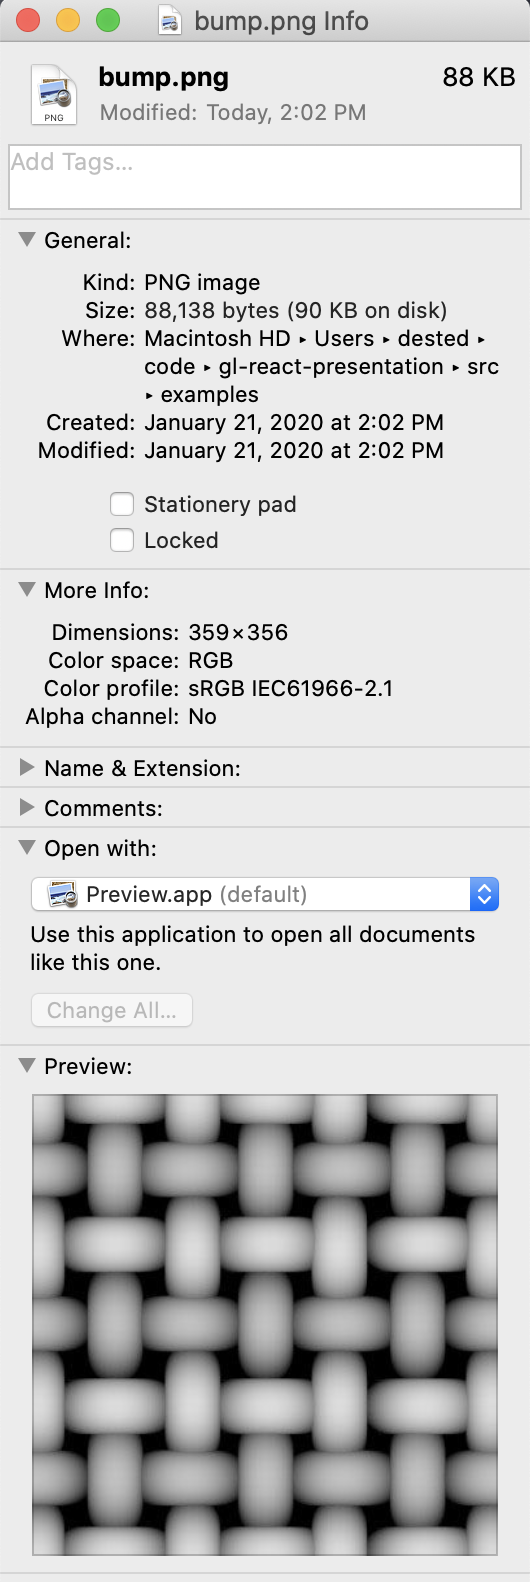 bump.png Info
bump.png 88 KB
Modified: Today, 2:02 PM
PNG
Add Tags...
General:
Kind: PNG image
Size: 88,138 bytes (90 KB on disk)
Where: Macintosh HD ▸ Users ▸ dested ▸
code ▸ gl-react-presentation ▸ src
▸ examples
Created: January 21, 2020 at 2:02 PM
Modified: January 21, 2020 at 2:02 PM
Stationery pad
Locked
More Info:
Dimensions: 359×356
Color space: RGB
Color profile: sRGB IEC61966-2.1
Alpha channel: No
Name & Extension:
Comments:
Open with:
Preview.app (default)
Use this application to open all documents
like this one.
Change All...
Preview: